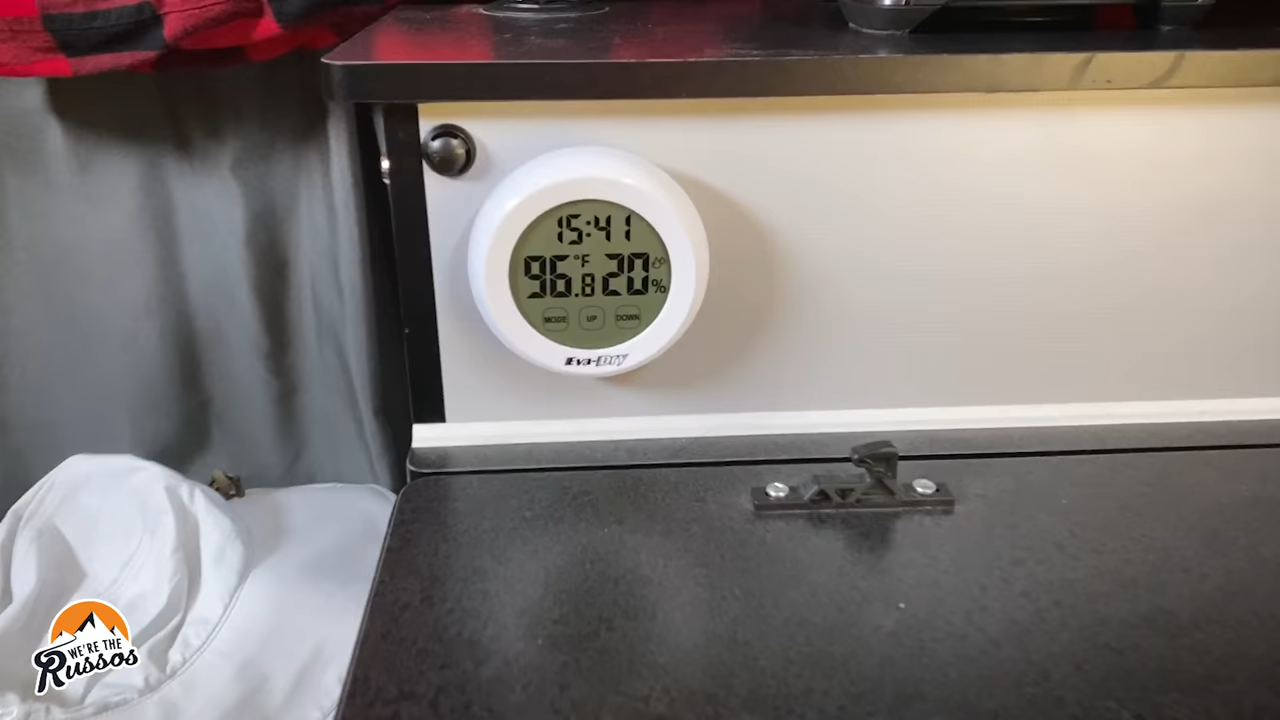 15:41
96.8 °F 20 %
MODE UP DOWN
Eva-DRY
WE'RE THE
Russos